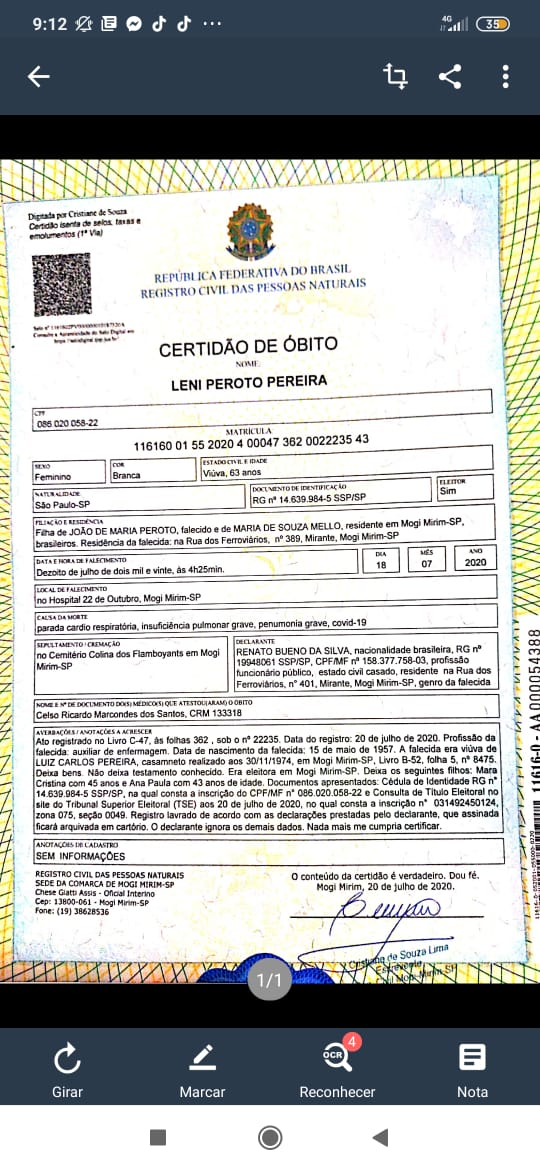 9:12
4G
35
Digitada por Cristiane de Souza
Certidão isenta de selos, taxas e
emolumentos (1ª Via)
REPÚBLICA FEDERATIVA DO BRASIL
REGISTRO CIVIL DAS PESSOAS NATURAIS
Consulte a Autenticidade do Selo Digital em
CERTIDÃO DE ÓBITO
NOME
LENI PEROTO PEREIRA
CPF
086 020 058-22
MATRÍCULA
116160 01 55 2020 4 00047 362 0022235 43
SEXO
Feminino
COR
Branca
ESTADO CIVIL E IDADE
Viúva, 63 anos
NATURALIDADE
São Paulo-SP
DOCUMENTO DE IDENTIFICAÇÃO
RG nº 14.639.984-5 SSP/SP
ELEITOR
Sim
FILIAÇÃO E RESIDÊNCIA
Filha de JOÃO DE MARIA PEROTO, falecido e de MARIA DE SOUZA MELLO, residente em Mogi Mirim-SP,
brasileiros. Residência da falecida: na Rua dos Ferroviários, nº 389, Mirante, Mogi Mirim-SP
DATA E HORA DE FALECIMENTO
Dezoito de julho de dois mil e vinte, às 4h25min.
DIA
18
MÊS
07
ANO
2020
LOCAL DE FALECIMENTO
no Hospital 22 de Outubro, Mogi Mirim-SP
CAUSA DA MORTE
parada cardio respiratória, insuficiência pulmonar grave, penumonia grave, covid-19
SEPULTAMENTO / CREMAÇÃO
no Cemitério Colina dos Flamboyants em Mogi
Mirim-SP
DECLARANTE
RENATO BUENO DA SILVA, nacionalidade brasileira, RG nº
19948061 SSP/SP, CPF/MF nº 158.377.758-03, profissão
funcionário público, estado civil casado, residente na Rua dos
Ferroviários, nº 401, Mirante, Mogi Mirim-SP, genro da falecida
NOME E Nº DE DOCUMENTO DO(S) MÉDICO(S) QUE ATESTOU(ARAM) O ÓBITO
Celso Ricardo Marcondes dos Santos, CRM 133318
AVERBAÇÕES / ANOTAÇÕES A ACRESCER
Ato registrado no Livro C-47, às folhas 362 , sob o nº 22235. Data do registro: 20 de julho de 2020. Profissão da
falecida: auxiliar de enfermagem. Data de nascimento da falecida: 15 de maio de 1957. A falecida era viúva de
LUIZ CARLOS PEREIRA, casamneto realizado aos 30/11/1974, em Mogi Mirim-SP, Livro B-52, folha 5, nº 8475.
Deixa bens. Não deixa testamento conhecido. Era eleitora em Mogi Mirim-SP. Deixa os seguintes filhos: Mara
Cristina com 45 anos e Ana Paula com 43 anos de idade. Documentos apresentados: Cédula de Identidade RG nº
14.639.984-5 SSP/SP, na qual consta a inscrição do CPF/MF nº 086.020.058-22 e Consulta de Título Eleitoral no
site do Tribunal Superior Eleitoral (TSE) aos 20 de julho de 2020, no qual consta a inscrição nº 031492450124,
zona 075, seção 0049. Registro lavrado de acordo com as declarações prestadas pelo declarante, que assinada
ficará arquivada em cartório. O declarante ignora os demais dados. Nada mais me cumpria certificar.
ANOTAÇÕES DE CADASTRO
SEM INFORMAÇÕES
REGISTRO CIVIL DAS PESSOAS NATURAIS
SEDE DA COMARCA DE MOGI MIRIM-SP
Chese Giatti Assis - Oficial Interino
Cep: 13800-061 - Mogi Mirim-SP
Fone: (19) 38628536
O conteúdo da certidão é verdadeiro. Dou fé.
Mogi Mirim, 20 de julho de 2020.
Cristiane de Souza Lima
Escrevente
11616-0 - AA 000054388
1/1
OCR
4
Girar
Marcar
Reconhecer
Nota